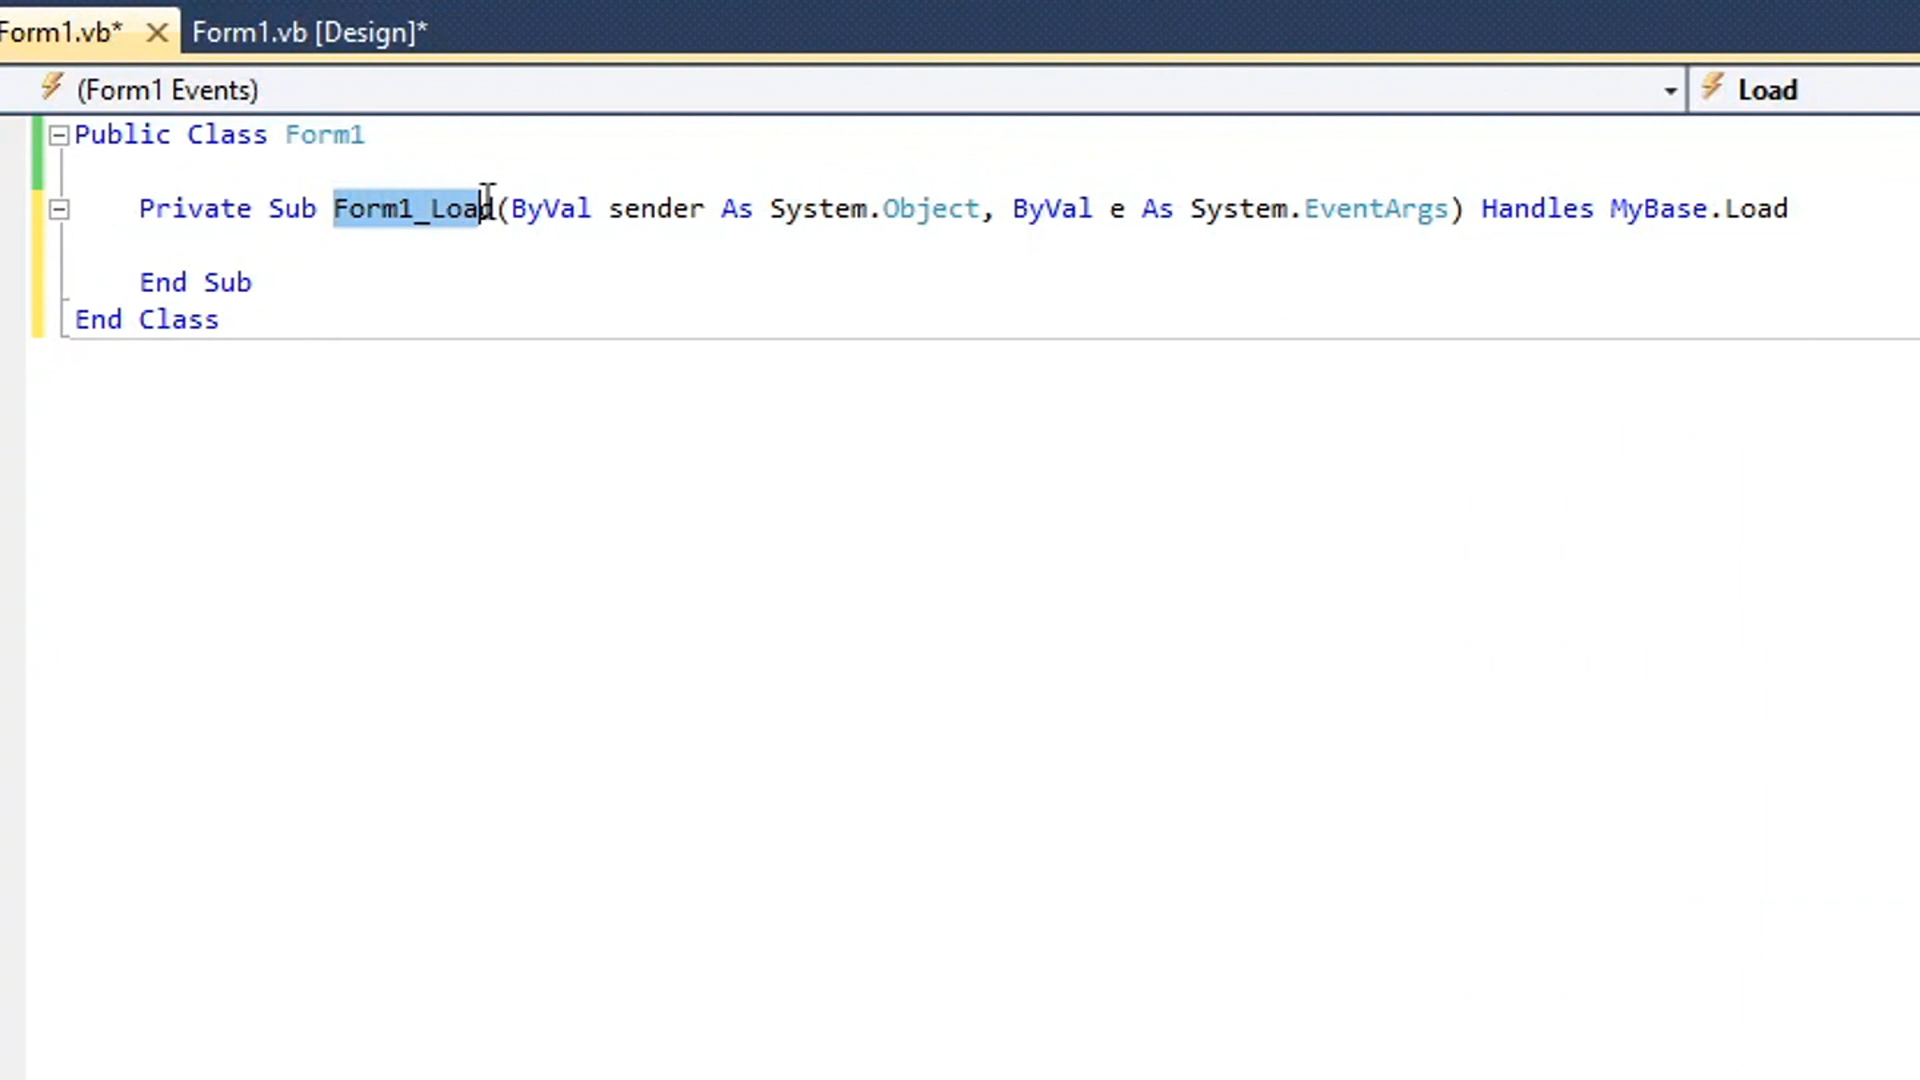 Form1.vb* Form1.vb [Design]*
(Form1 Events) Load
Public Class Form1
Private Sub Form1_Load(ByVal sender As System.Object, ByVal e As System.EventArgs) Handles MyBase.Load
End Sub
End Class